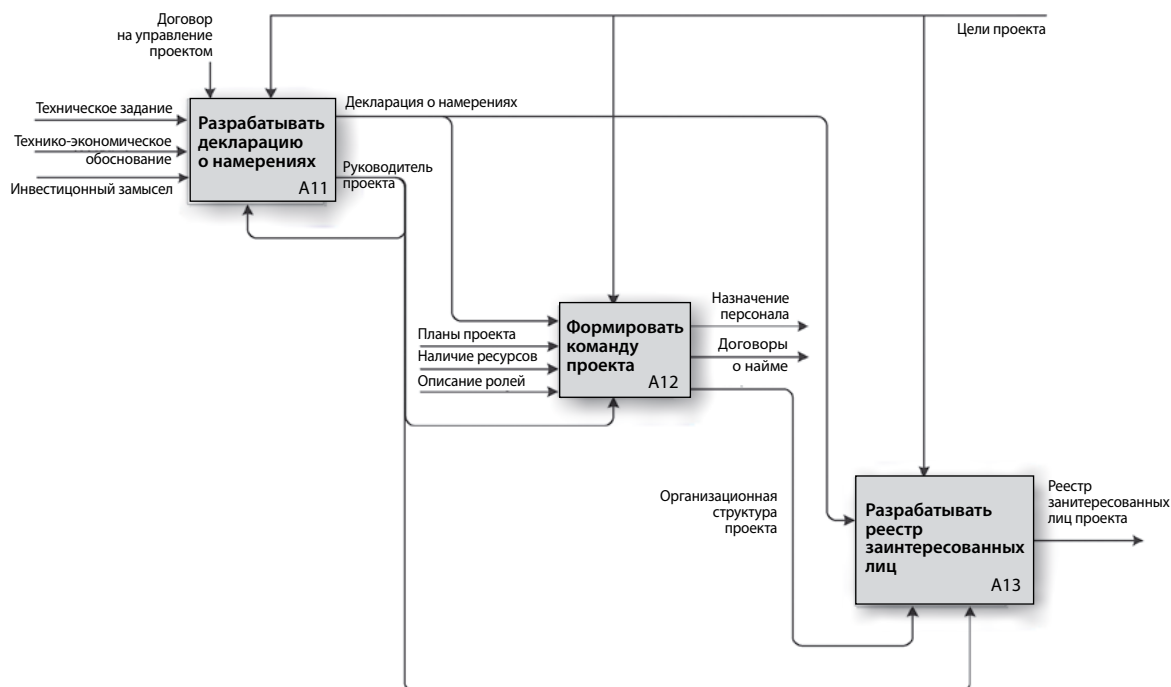 Договор
на управление
проектом
Цели проекта
Техническое задание
Технико-экономическое
обоснование
Инвестицонный замысел
Разрабатывать
декларацию
о намерениях
A11
Декларация о намерениях
Руководитель
проекта
Планы проекта
Наличие ресурсов
Описание ролей
Формировать
команду
проекта
A12
Назначение
персонала
Договоры
о найме
Организационная
структура
проекта
Разрабатывать
реестр
заинтересованных
лиц
A13
Реестр
занитересованных
лиц проекта